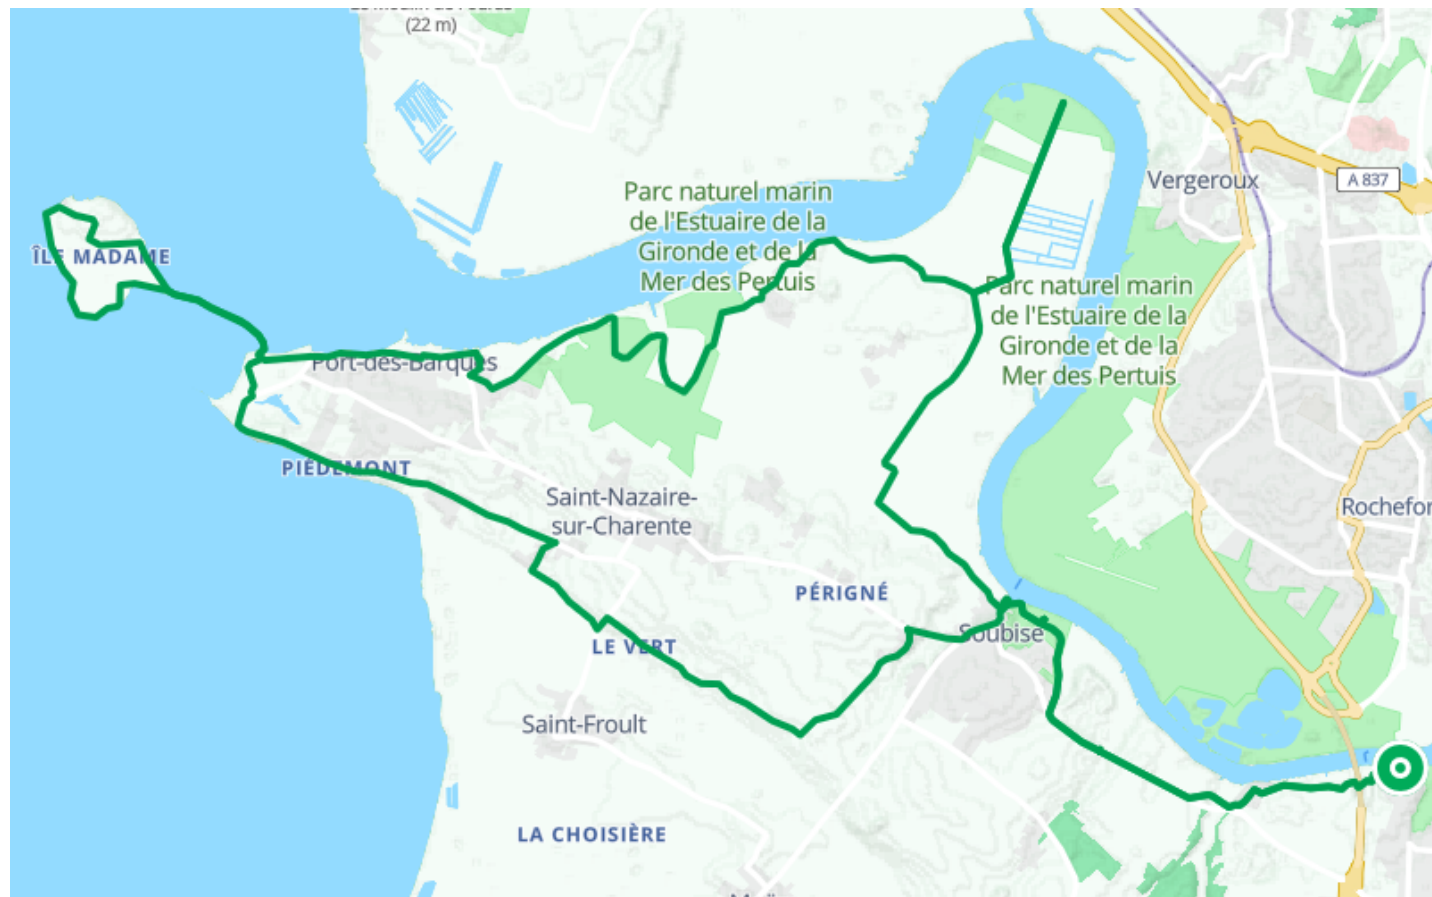 (22 m)
Vergeroux
A 837
Parc naturel marin
de l'Estuaire de la
Gironde et de la
Mer des Pertuis
ÎLE MADAME
Parc naturel marin
de l'Estuaire de la
Gironde et de la
Mer des Pertuis
Port-des-Barques
PIÉDEMONT
Saint-Nazaire-
sur-Charente
Rochefor
PÉRIGNÉ
Soubise
LE VERT
Saint-Froult
LA CHOISIÈRE